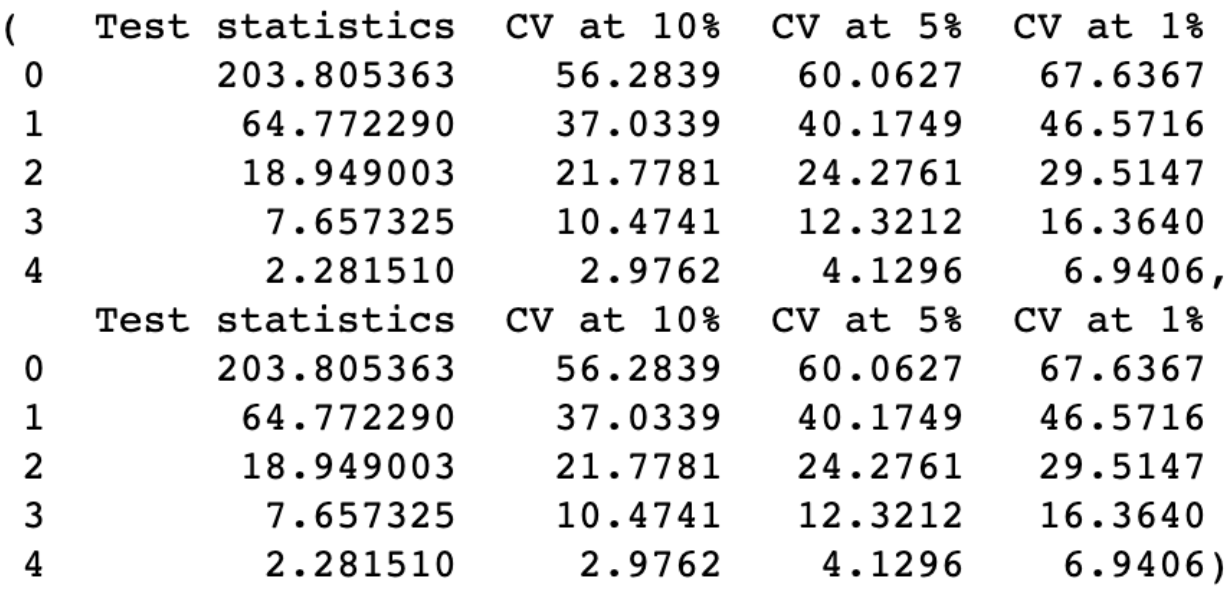 (   Test statistics  CV at 10%  CV at 5%  CV at 1%
 0       203.805363    56.2839   60.0627   67.6367
 1        64.772290    37.0339   40.1749   46.5716
 2        18.949003    21.7781   24.2761   29.5147
 3         7.657325    10.4741   12.3212   16.3640
 4         2.281510     2.9762    4.1296    6.9406,
    Test statistics  CV at 10%  CV at 5%  CV at 1%
 0       203.805363    56.2839   60.0627   67.6367
 1        64.772290    37.0339   40.1749   46.5716
 2        18.949003    21.7781   24.2761   29.5147
 3         7.657325    10.4741   12.3212   16.3640
 4         2.281510     2.9762    4.1296    6.9406)